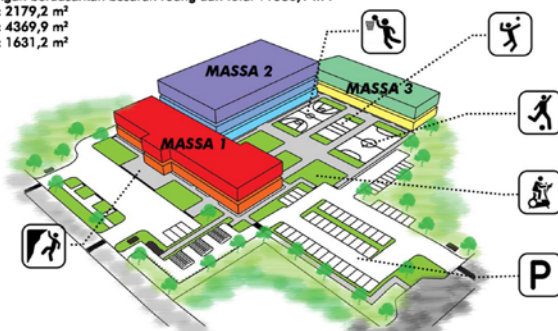 : 2179,2 m²
: 4369,9 m²
: 1631,2 m²
MASSA 2
MASSA 3
MASSA 1
P